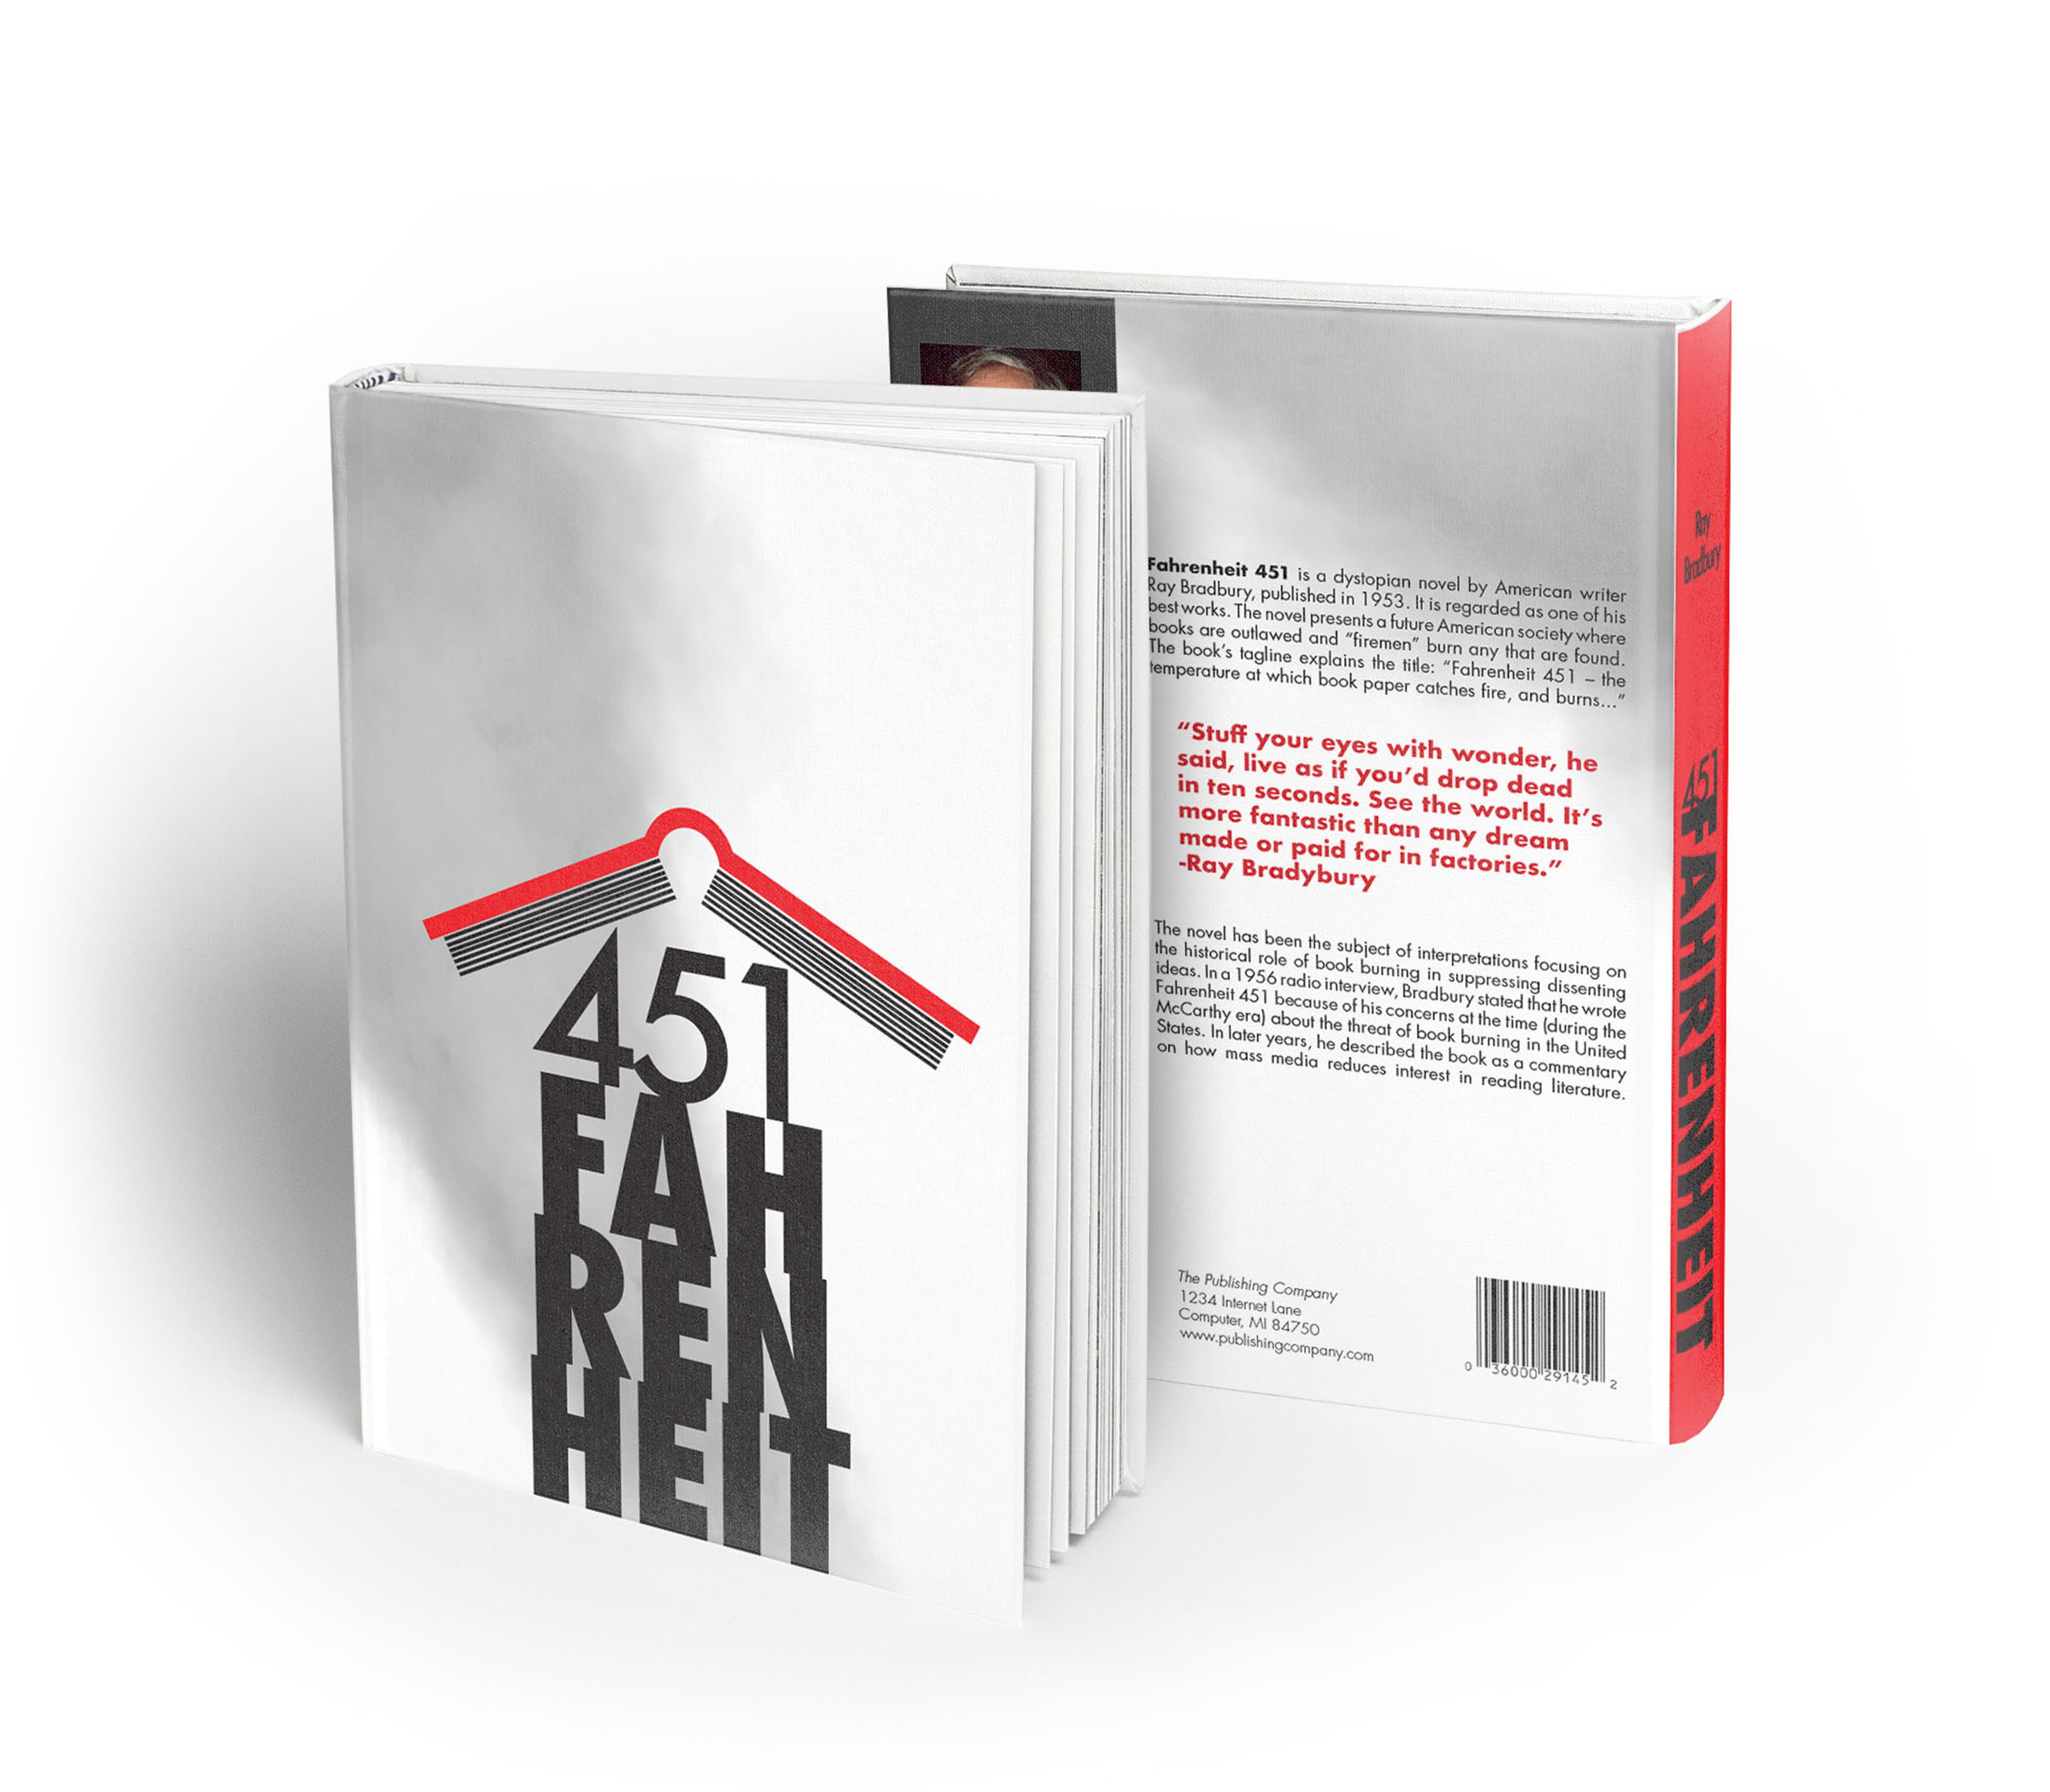 451
FAH
REN
HEIT
Fahrenheit 451 is a dystopian novel by American writer
Ray Bradbury, published in 1953. It is regarded as one of his
best works. The novel presents a future American society where
books are outlawed and “firemen” burn any that are found.
The book’s tagline explains the title: “Fahrenheit 451 – the
temperature at which book paper catches fire, and burns...”
“Stuff your eyes with wonder, he
said, live as if you’d drop dead
in ten seconds. See the world. It’s
more fantastic than any dream
made or paid for in factories.”
-Ray Bradybury
The novel has been the subject of interpretations focusing on
the historical role of book burning in suppressing dissenting
ideas. In a 1956 radio interview, Bradbury stated that he wrote
Fahrenheit 451 because of his concerns at the time (during the
McCarthy era) about the threat of book burning in the United
States. In later years, he described the book as a commentary
on how mass media reduces interest in reading literature.
The Publishing Company
1234 Internet Lane
Computer, MI 84750
www.publishingcompany.com
0 36000 29145 2
Ray
Bradbury
451
FAHRENHEIT